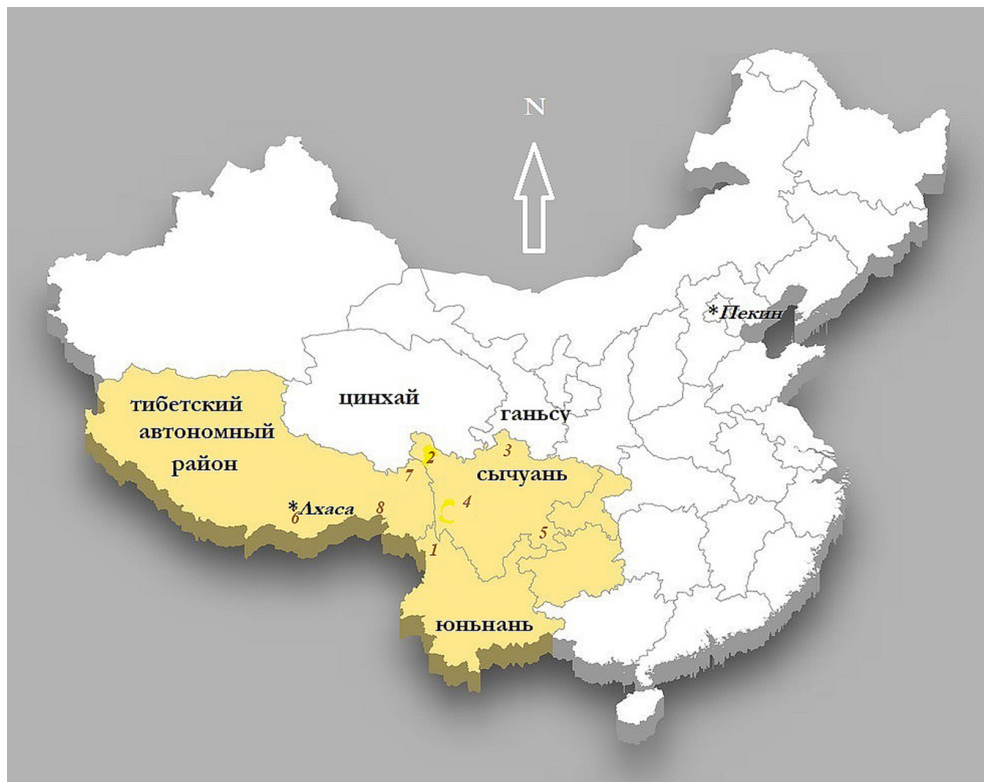 N
*Пекин
цинхай
ганьсу
тибетский
автономный
район
3
2
сычуань
7
4
*Лхаса
8
6
5
1
юньнань